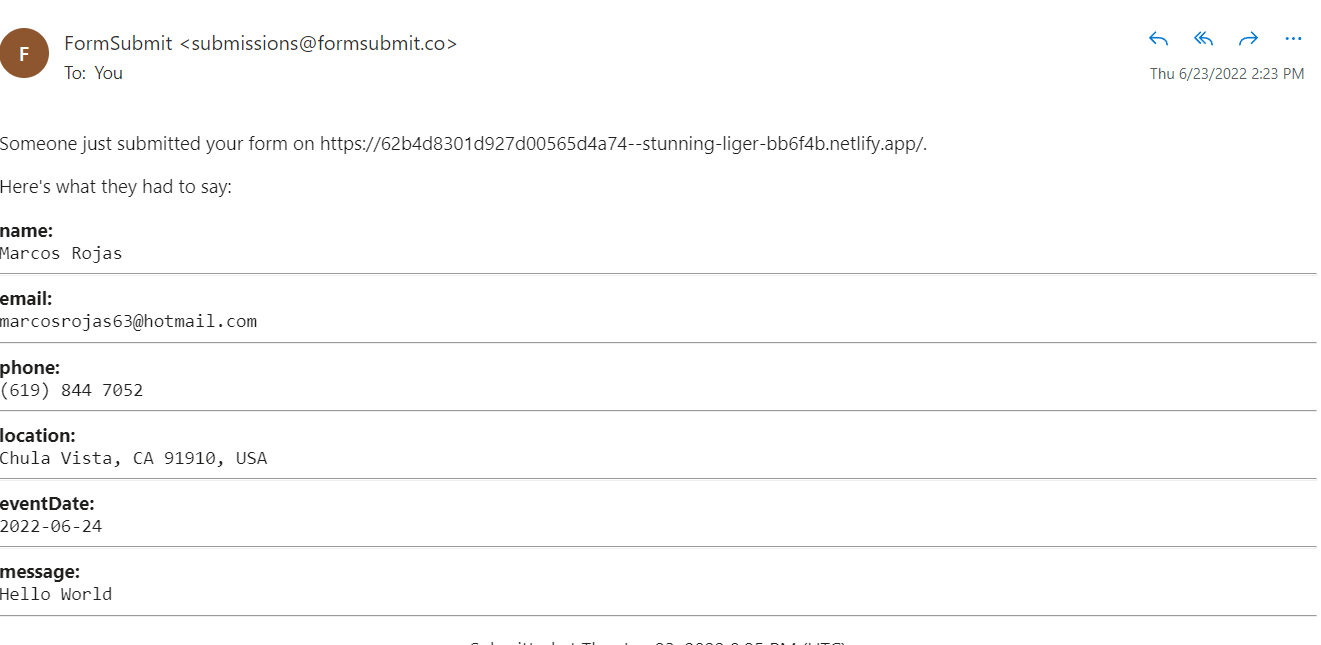 F
FormSubmit <submissions@formsubmit.co>
To: You
Thu 6/23/2022 2:23 PM
Someone just submitted your form on https://62b4d8301d927d00565d4a74--stunning-liger-bb6f4b.netlify.app/.
Here's what they had to say:
name:
Marcos Rojas
email:
marcosrojas63@hotmail.com
phone:
(619) 844 7052
location:
Chula Vista, CA 91910, USA
eventDate:
2022-06-24
message:
Hello World